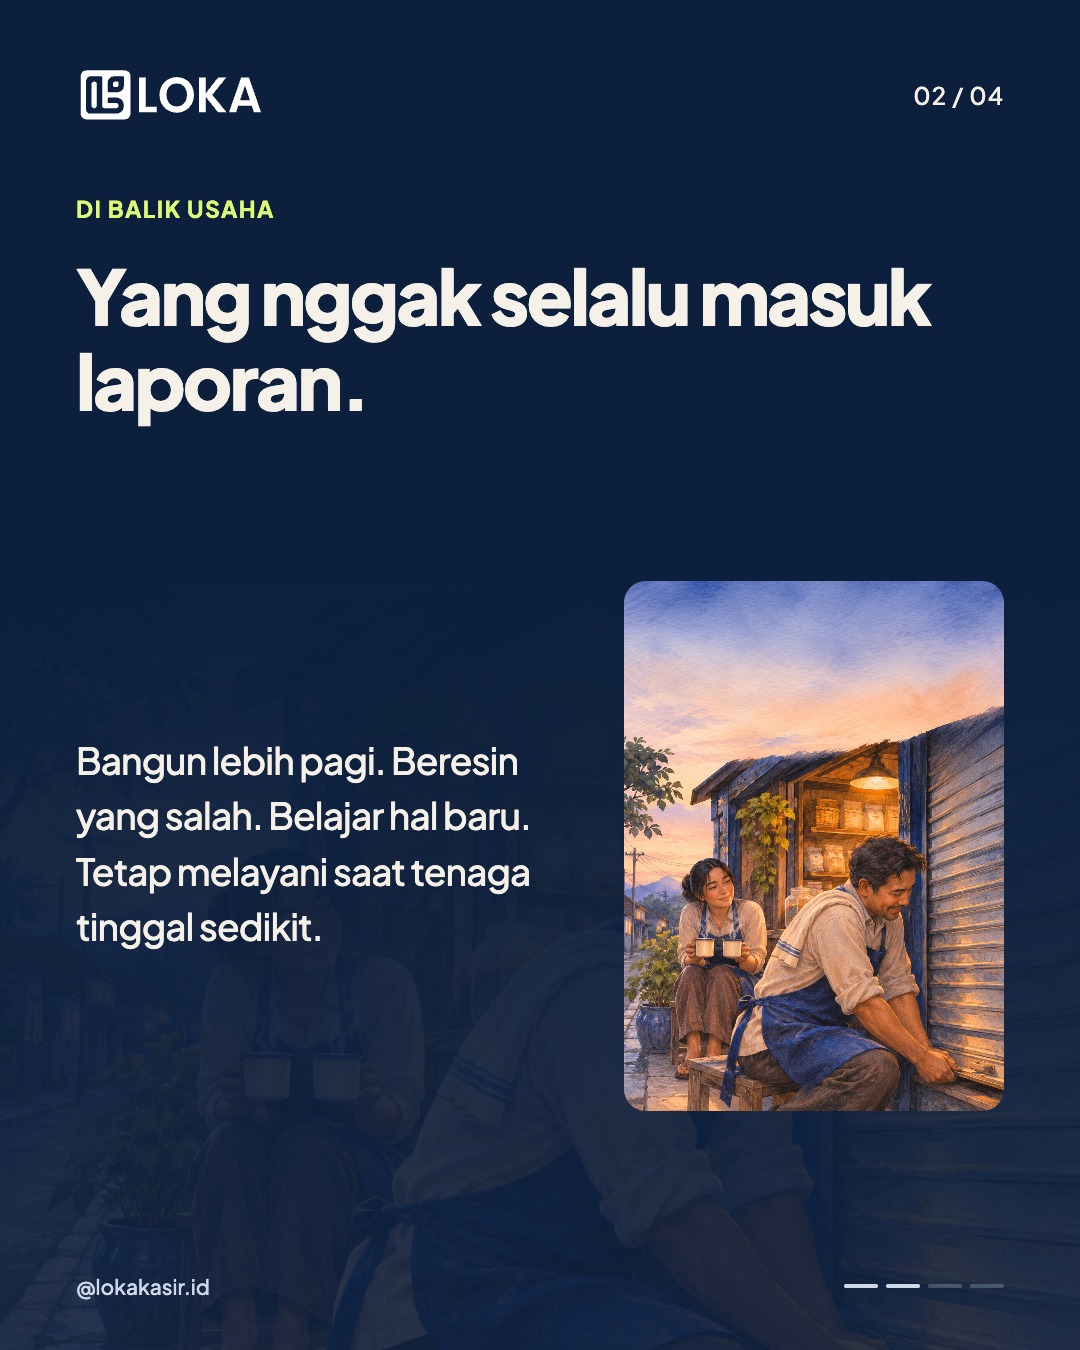 LOKA
02 / 04
DI BALIK USAHA
Yang nggak selalu masuk
laporan.
Bangun lebih pagi. Beresin
yang salah. Belajar hal baru.
Tetap melayani saat tenaga
tinggal sedikit.
@lokakasir.id